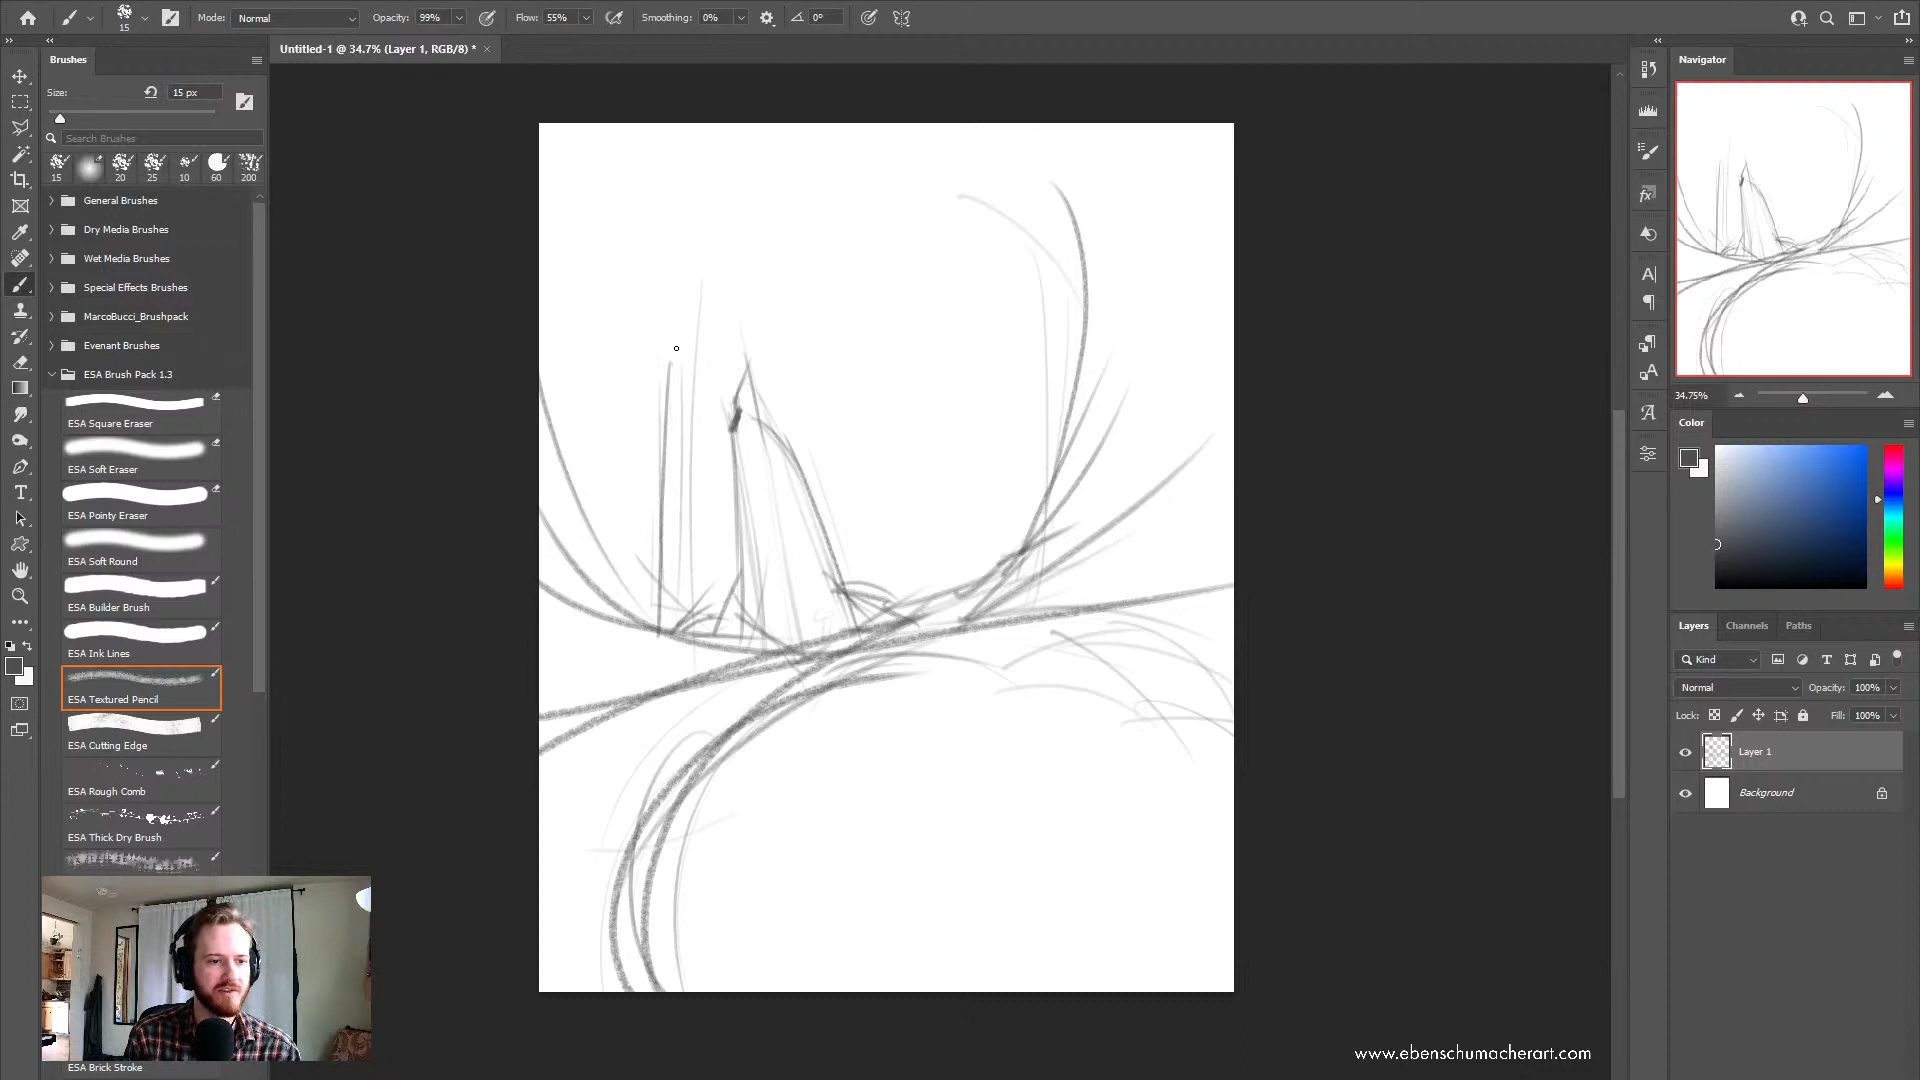 Mode: Normal Opacity: 99% Flow: 55% Smoothing: 0% 0°
15
Untitled-1 @ 34.7% (Layer 1, RGB/8) *
Brushes
Size: 15 px
Search Brushes
15 20 25 10 60 200
General Brushes
Dry Media Brushes
Wet Media Brushes
Special Effects Brushes
MarcoBucci_Brushpack
Evenant Brushes
ESA Brush Pack 1.3
ESA Square Eraser
ESA Soft Eraser
ESA Pointy Eraser
ESA Soft Round
ESA Builder Brush
ESA Ink Lines
ESA Textured Pencil
ESA Cutting Edge
ESA Rough Comb
ESA Thick Dry Brush
ESA Brick Stroke
Navigator
34.75%
Color
Layers Channels Paths
Kind
Normal Opacity: 100%
Lock: Fill: 100%
Layer 1
Background
www.ebenschumacherart.com